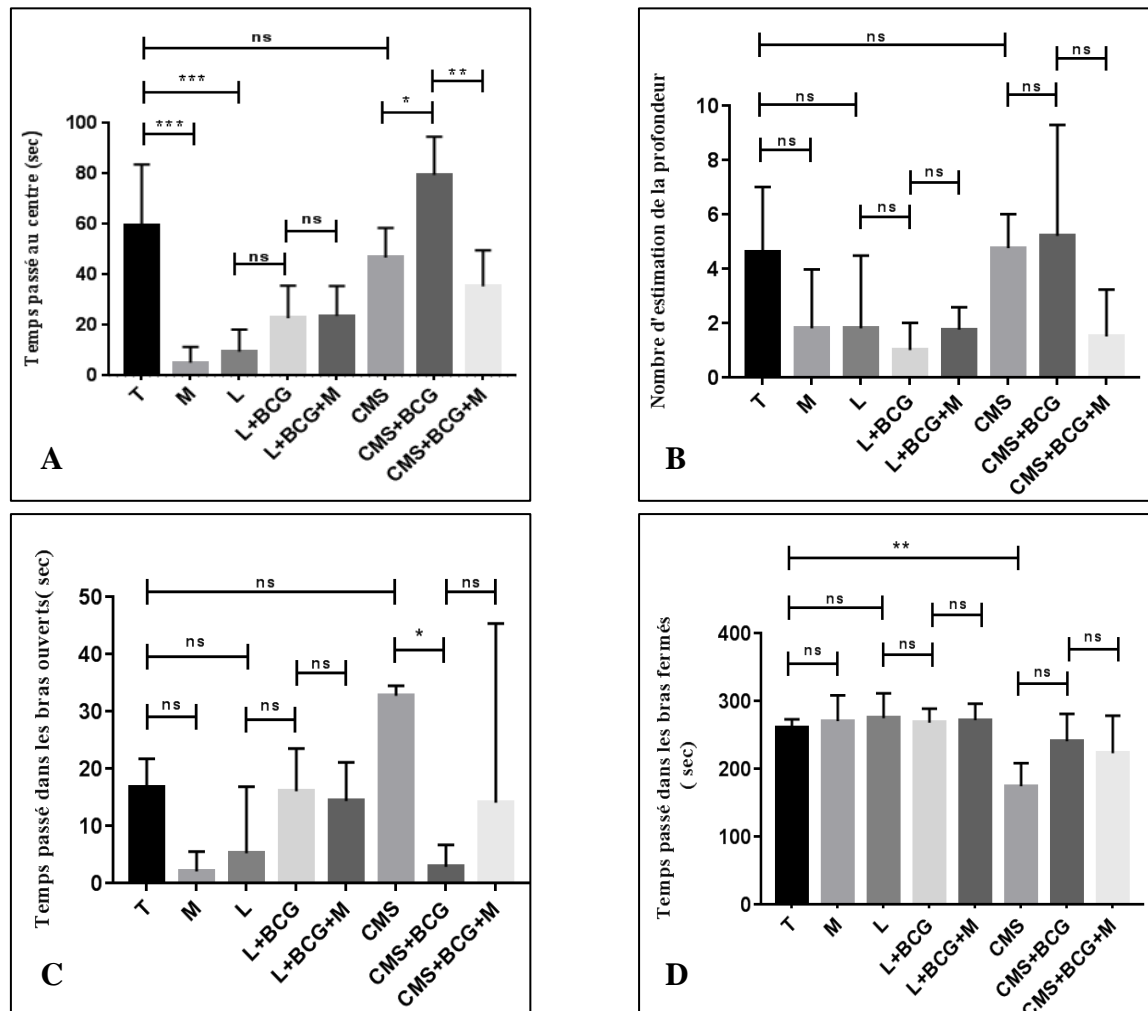 ns
***
***
ns
ns
*
**
Temps passé au centre (sec)
100
80
60
40
20
0
T
M
L
L+BCG
L+BCG+M
CMS
CMS+BCG
CMS+BCG+M
A
ns
ns
ns
ns
ns
ns
ns
Nombre d'estimation de la profondeur
10
8
6
4
2
0
T
M
L
L+BCG
L+BCG+M
CMS
CMS+BCG
CMS+BCG+M
B
ns
ns
ns
ns
ns
*
ns
Temps passé dans les bras ouverts( sec)
50
40
30
20
10
0
T
M
L
L+BCG
L+BCG+M
CMS
CMS+BCG
CMS+BCG+M
C
**
ns
ns
ns
ns
ns
ns
Temps passé dans les bras fermés
( sec)
400
300
200
100
0
T
M
L
L+BCG
L+BCG+M
CMS
CMS+BCG
CMS+BCG+M
D